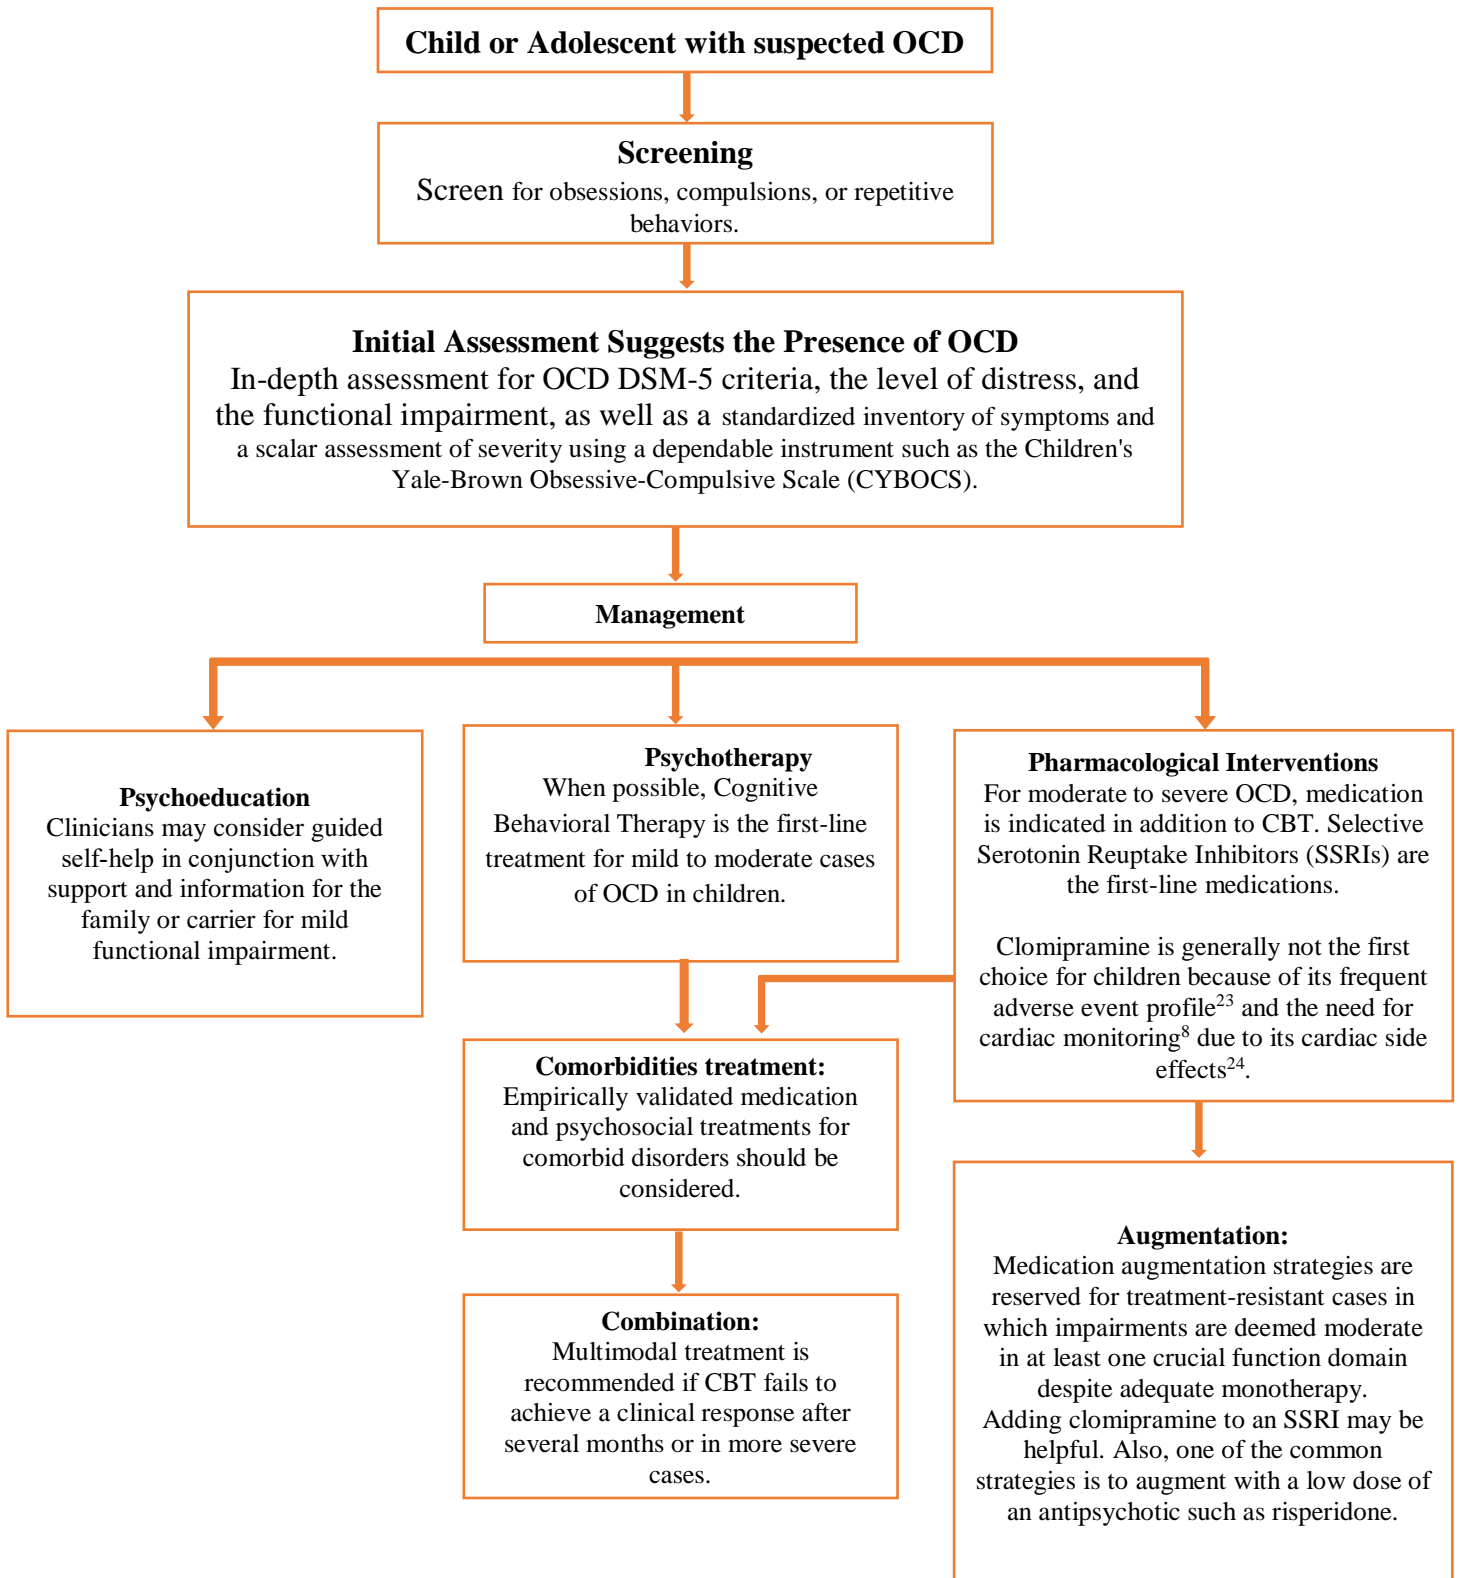 Child or Adolescent with suspected OCD
Screening
Screen for obsessions, compulsions, or repetitive
behaviors.
Initial Assessment Suggests the Presence of OCD
In-depth assessment for OCD DSM-5 criteria, the level of distress, and
the functional impairment, as well as a standardized inventory of symptoms and
a scalar assessment of severity using a dependable instrument such as the Children's
Yale-Brown Obsessive-Compulsive Scale (CYBOCS).
Management
Psychoeducation
Clinicians may consider guided
self-help in conjunction with
support and information for the
family or carrier for mild
functional impairment.
Psychotherapy
When possible, Cognitive
Behavioral Therapy is the first-line
treatment for mild to moderate cases
of OCD in children.
Pharmacological Interventions
For moderate to severe OCD, medication
is indicated in addition to CBT. Selective
Serotonin Reuptake Inhibitors (SSRIs) are
the first-line medications.
Clomipramine is generally not the first
choice for children because of its frequent
adverse event profile²³ and the need for
cardiac monitoring⁸ due to its cardiac side
effects²⁴.
Comorbidities treatment:
Empirically validated medication
and psychosocial treatments for
comorbid disorders should be
considered.
Combination:
Multimodal treatment is
recommended if CBT fails to
achieve a clinical response after
several months or in more severe
cases.
Augmentation:
Medication augmentation strategies are
reserved for treatment-resistant cases in
which impairments are deemed moderate
in at least one crucial function domain
despite adequate monotherapy.
Adding clomipramine to an SSRI may be
helpful. Also, one of the common
strategies is to augment with a low dose of
an antipsychotic such as risperidone.